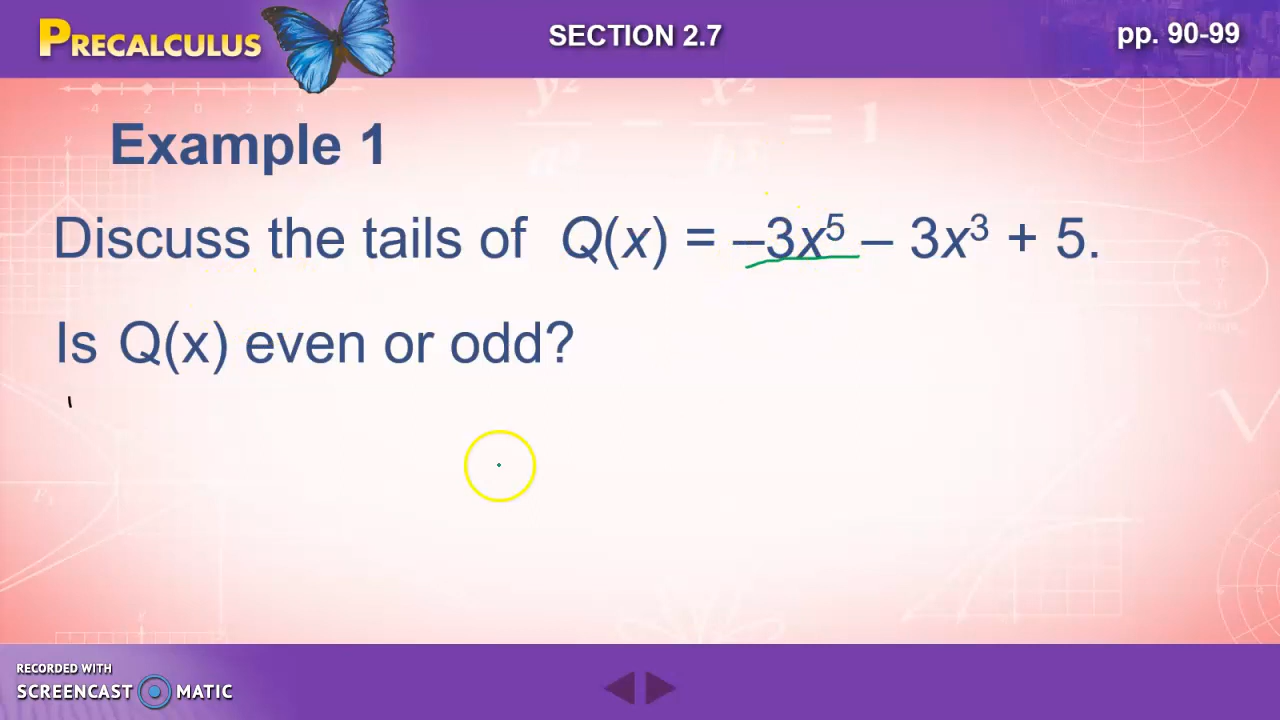 PRECALCULUS SECTION 2.7 pp. 90-99
Example 1
Discuss the tails of Q(x) = –3x⁵ – 3x³ + 5.
Is Q(x) even or odd?
RECORDED WITH
SCREENCAST MATIC